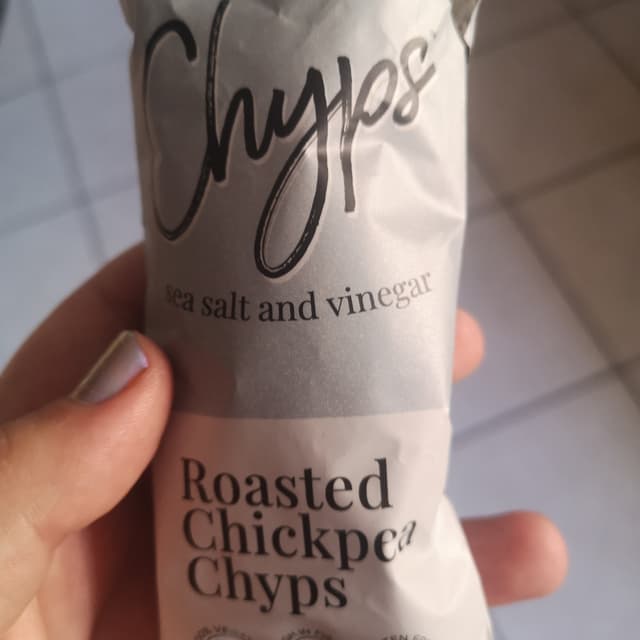 Chyps
sea salt and vinegar
Roasted
Chickpea
Chyps